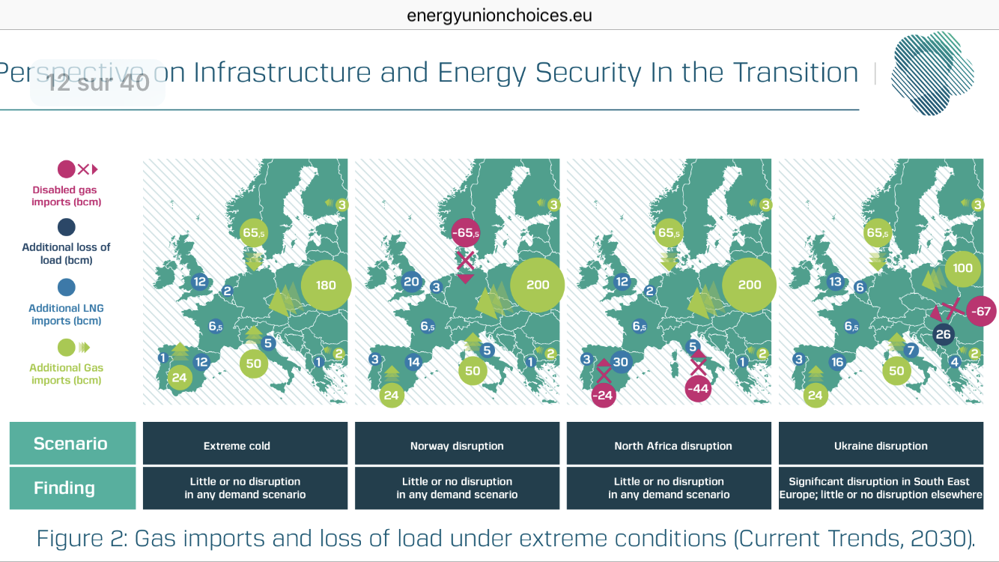 energyunionchoices.eu
Perspective on Infrastructure and Energy Security In the Transition
12 sur 40
Disabled gas
imports (bcm)
Additional loss of
load (bcm)
Additional LNG
imports (bcm)
Additional Gas
imports (bcm)
3
65,5
12
2
180
6,5
5
1
12
24
50
1
2
3
-65,5
20
3
200
6,5
5
3
14
24
50
1
2
3
65,5
12
2
200
6,5
5
3
30
-24
-44
1
2
3
65,5
13
6
100
-67
6,5
26
7
3
16
24
50
4
2
Scenario
Extreme cold
Norway disruption
North Africa disruption
Ukraine disruption
Finding
Little or no disruption
in any demand scenario
Little or no disruption
in any demand scenario
Little or no disruption
in any demand scenario
Significant disruption in South East
Europe; little or no disruption elsewhere
Figure 2: Gas imports and loss of load under extreme conditions (Current Trends, 2030).